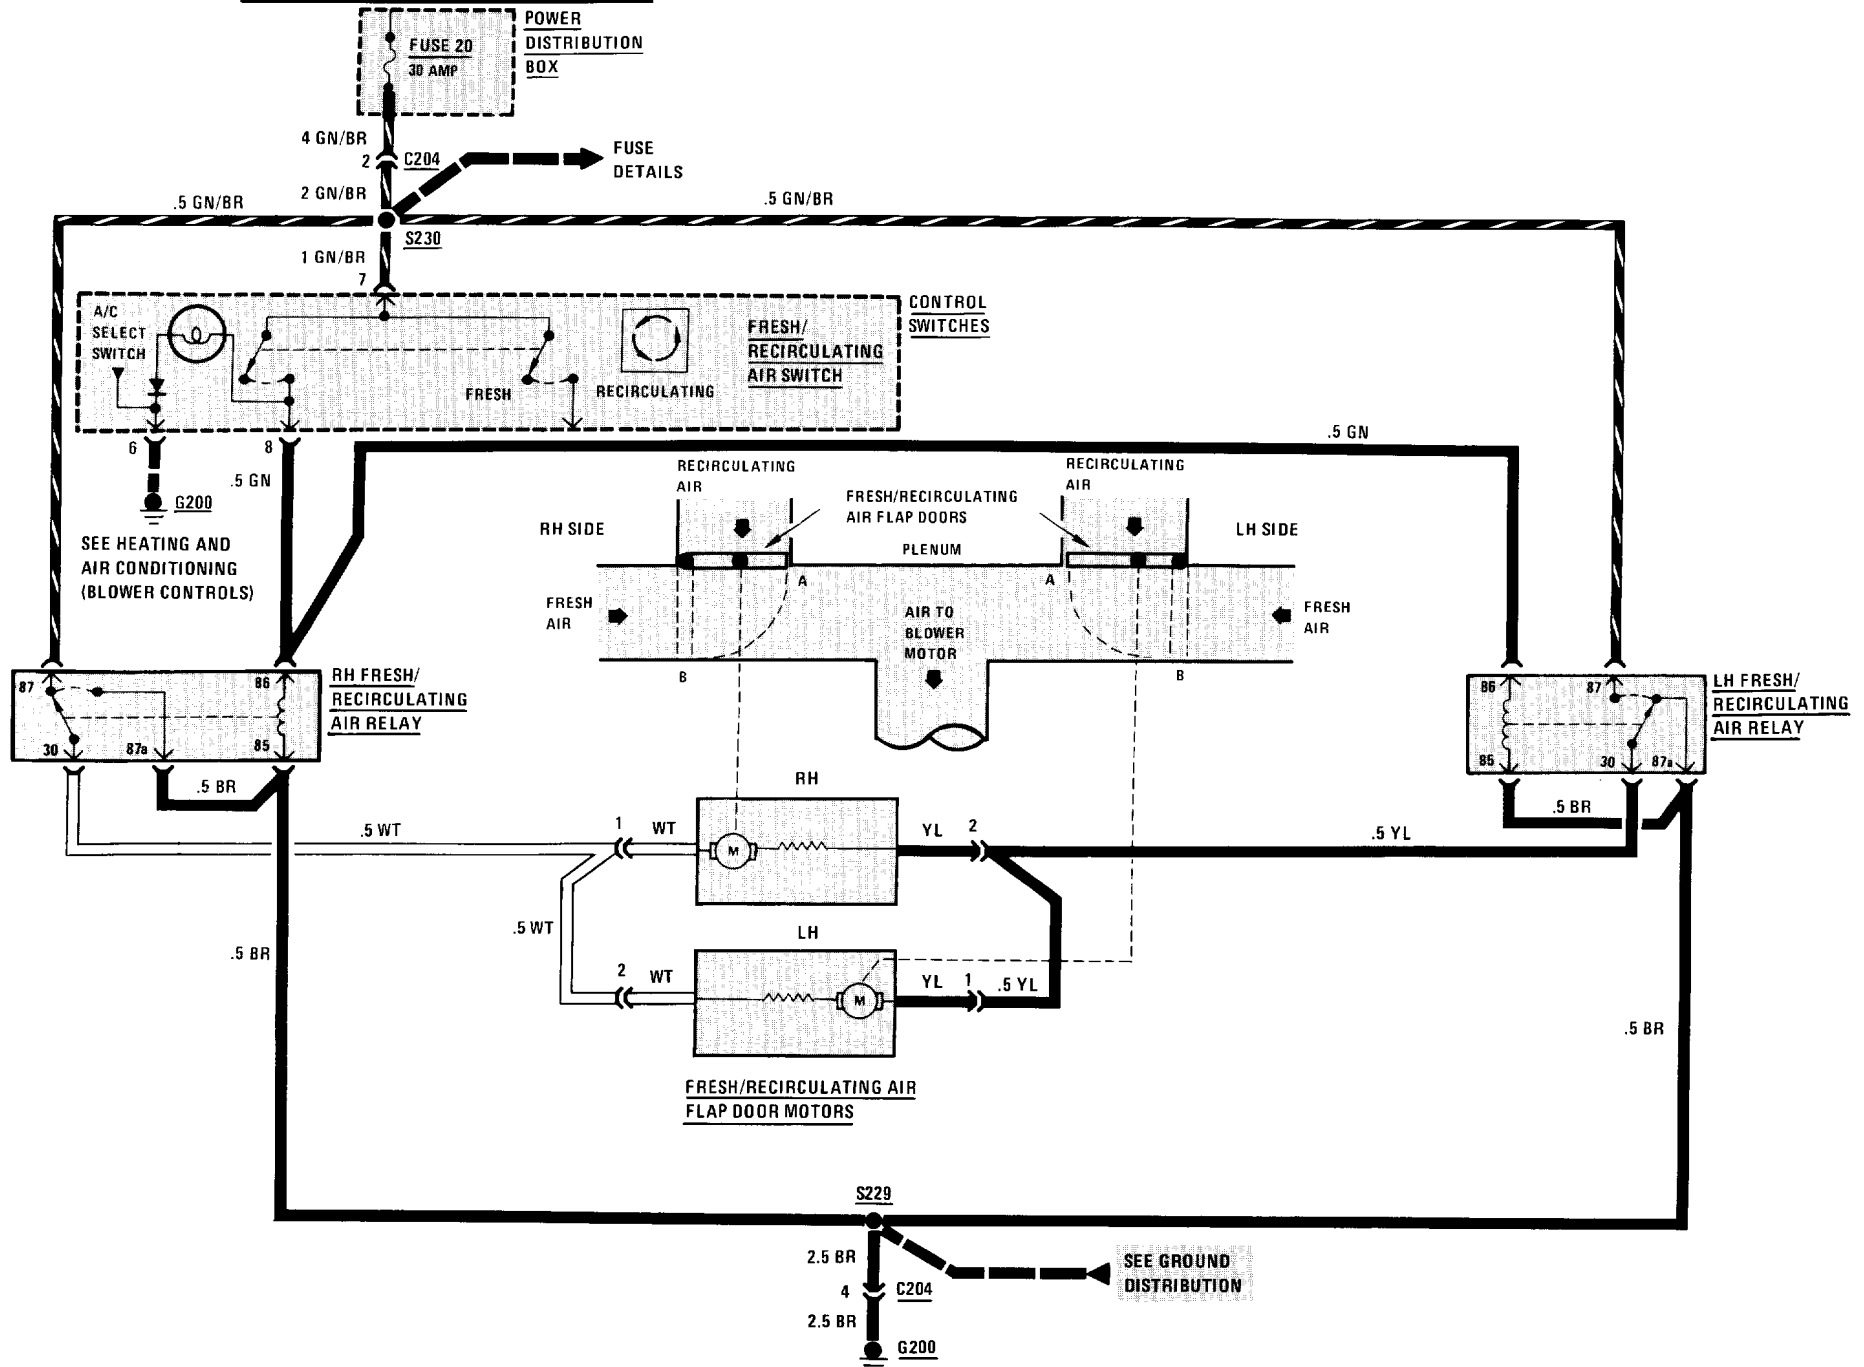 POWER
DISTRIBUTION
BOX
FUSE 20
30 AMP
4 GN/BR
2
C204
FUSE
DETAILS
2 GN/BR
.5 GN/BR
.5 GN/BR
S230
1 GN/BR
7
CONTROL
SWITCHES
A/C
SELECT
SWITCH
FRESH/
RECIRCULATING
AIR SWITCH
FRESH
RECIRCULATING
6
8
.5 GN
.5 GN
G200
SEE HEATING AND
AIR CONDITIONING
(BLOWER CONTROLS)
RECIRCULATING
AIR
RECIRCULATING
AIR
FRESH/RECIRCULATING
AIR FLAP DOORS
RH SIDE
LH SIDE
PLENUM
A
A
FRESH
AIR
AIR TO
BLOWER
MOTOR
FRESH
AIR
B
B
87
86
30
87a
85
RH FRESH/
RECIRCULATING
AIR RELAY
86
87
85
30
87a
LH FRESH/
RECIRCULATING
AIR RELAY
.5 BR
.5 BR
RH
.5 WT
1
WT
M
YL
2
.5 YL
LH
.5 WT
2
WT
M
YL
1
.5 YL
.5 BR
.5 BR
FRESH/RECIRCULATING AIR
FLAP DOOR MOTORS
S229
2.5 BR
SEE GROUND
DISTRIBUTION
4
C204
2.5 BR
G200